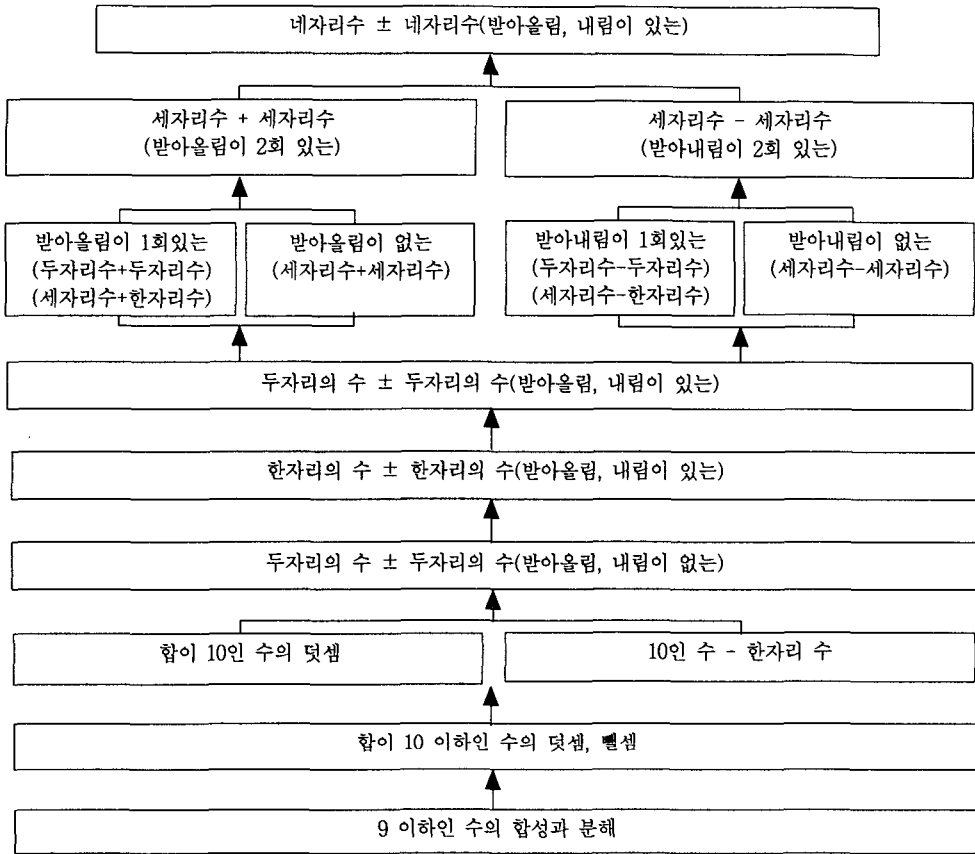 네자리수 ± 네자리수(받아올림, 내림이 있는)
세자리수 + 세자리수
(받아올림이 2회 있는)
세자리수 - 세자리수
(받아내림이 2회 있는)
받아올림이 1회있는
(두자리수+두자리수)
(세자리수+한자리수)
받아올림이 없는
(세자리수+세자리수)
받아내림이 1회있는
(두자리수-두자리수)
(세자리수-한자리수)
받아내림이 없는
(세자리수-세자리수)
두자리의 수 ± 두자리의 수(받아올림, 내림이 있는)
한자리의 수 ± 한자리의 수(받아올림, 내림이 있는)
두자리의 수 ± 두자리의 수(받아올림, 내림이 없는)
합이 10인 수의 덧셈
10인 수 - 한자리 수
합이 10 이하인 수의 덧셈, 뺄셈
9 이하인 수의 합성과 분해